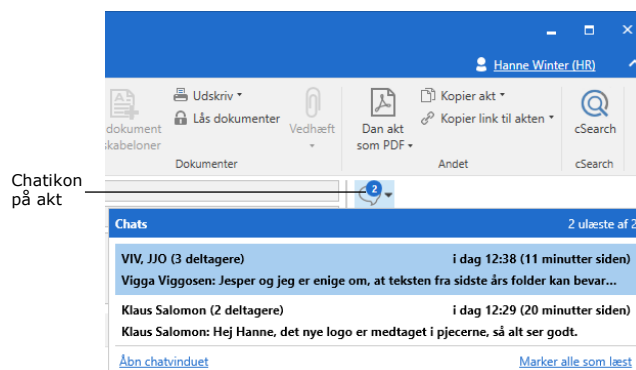 Hanne Winter (HR)
Udskriv
Kopier akt
dokument
skabeloner
Lås dokumenter
Vedhæft
Dan akt
som PDF
Kopier link til akten
cSearch
Dokumenter
Andet
cSearch
Chatikon
på akt
2
Chats
2 ulæste af 2
VIV, JJO (3 deltagere)
i dag 12:38 (11 minutter siden)
Vigga Viggosen: Jesper og jeg er enige om, at teksten fra sidste års folder kan bevar...
Klaus Salomon (2 deltagere)
i dag 12:29 (20 minutter siden)
Klaus Salomon: Hej Hanne, det nye logo er medtaget i pjecerne, så alt ser godt.
Åbn chatvinduet
Marker alle som læst